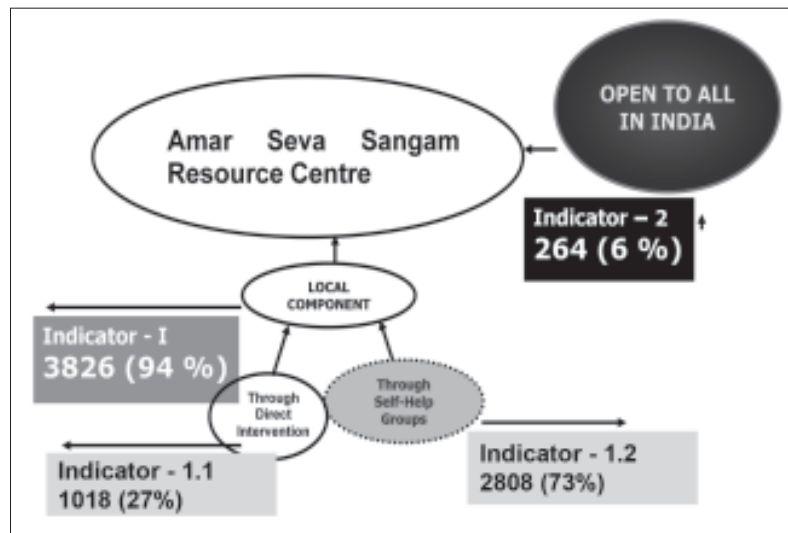 OPEN TO ALL
IN INDIA
Amar Seva Sangam
Resource Centre
Indicator – 2
264 (6 %)
LOCAL
COMPONENT
Indicator - I
3826 (94 %)
Through
Direct
Intervention
Through
Self-Help
Groups
Indicator - 1.1
1018 (27%)
Indicator - 1.2
2808 (73%)